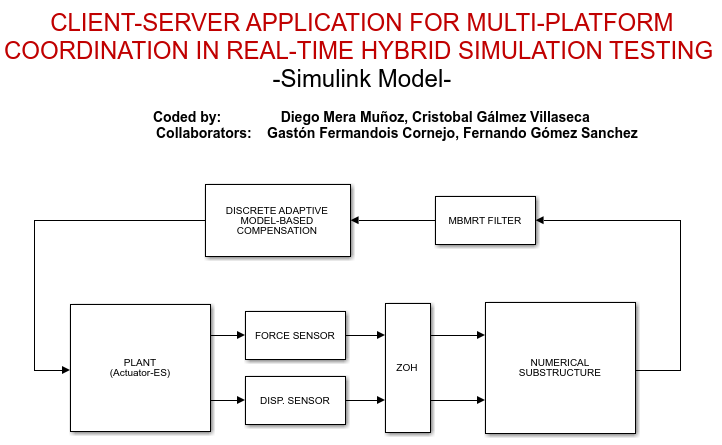 CLIENT-SERVER APPLICATION FOR MULTI-PLATFORM
COORDINATION IN REAL-TIME HYBRID SIMULATION TESTING
-Simulink Model-
Coded by: Diego Mera Muñoz, Cristobal Gálmez Villaseca
Collaborators: Gastón Fermandois Cornejo, Fernando Gómez Sanchez
DISCRETE ADAPTIVE
MODEL-BASED
COMPENSATION
MBMRT FILTER
PLANT
(Actuator-ES)
FORCE SENSOR
DISP. SENSOR
ZOH
NUMERICAL
SUBSTRUCTURE